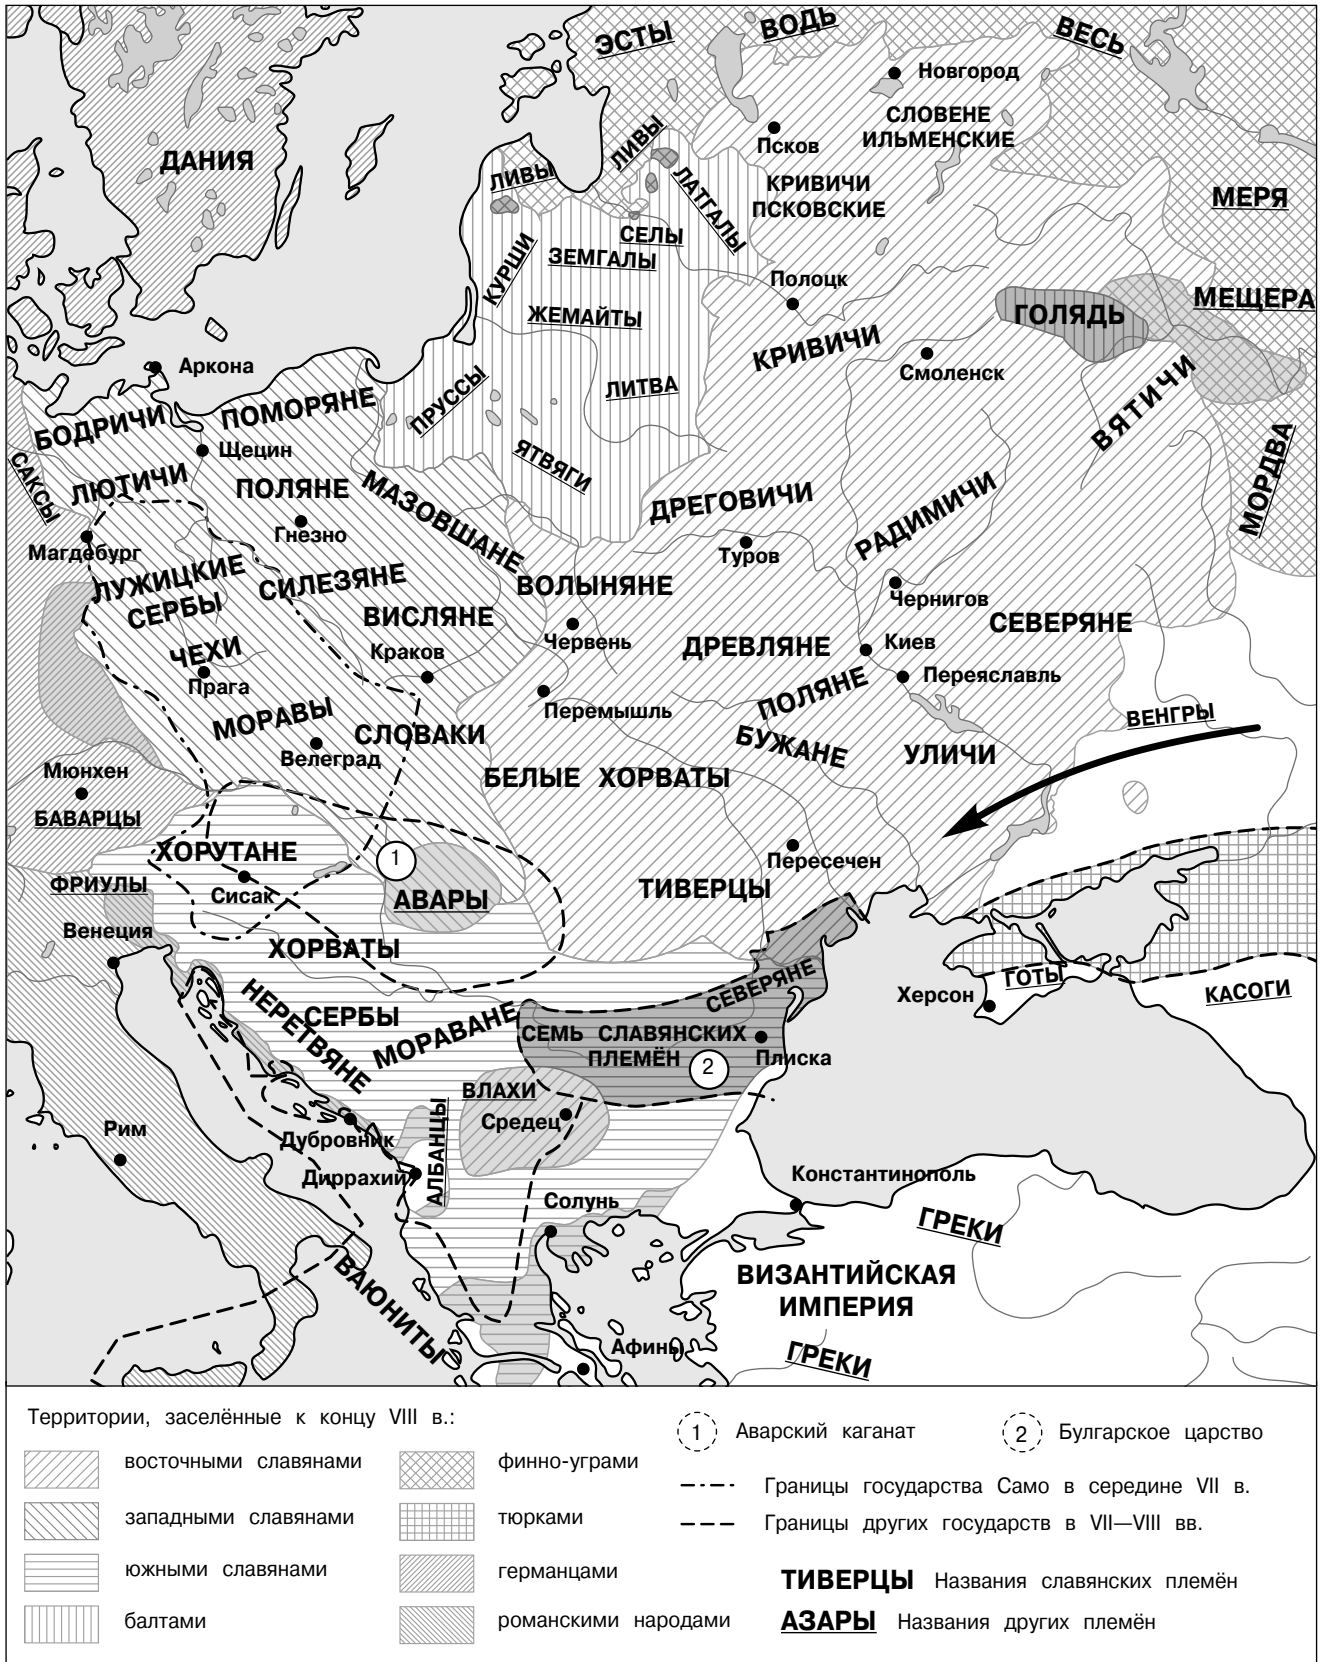 ЭСТЫ
ВОДЬ
ВЕСЬ
Новгород
СЛОВЕНЕ
ИЛЬМЕНСКИЕ
Псков
ЛИВЫ
ДАНИЯ
ЛИВЫ
ЛАТГАЛЫ
КРИВИЧИ
ПСКОВСКИЕ
МЕРЯ
СЕЛЫ
КУРШИ
ЗЕМГАЛЫ
Полоцк
МЕЩЕРА
ЖЕМАЙТЫ
ГОЛЯДЬ
КРИВИЧИ
Аркона
Смоленск
ЛИТВА
ПРУССЫ
ВЯТИЧИ
БОДРИЧИ
ПОМОРЯНЕ
Щецин
ЯТВЯГИ
МОРДВА
САКСЫ
ЛЮТИЧИ
ПОЛЯНЕ
МАЗОВШАНЕ
ДРЕГОВИЧИ
РАДИМИЧИ
Гнезно
Магдебург
Туров
ЛУЖИЦКИЕ
СЕРБЫ
СИЛЕЗЯНЕ
ВОЛЫНЯНЕ
Чернигов
ВИСЛЯНЕ
СЕВЕРЯНЕ
Червень
ДРЕВЛЯНЕ
Киев
ЧЕХИ
Краков
Прага
Переяславль
ПОЛЯНЕ
Перемышль
МОРАВЫ
ВЕНГРЫ
СЛОВАКИ
БУЖАНЕ
УЛИЧИ
Велеград
Мюнхен
БЕЛЫЕ ХОРВАТЫ
БАВАРЦЫ
ХОРУТАНЕ
1
Пересечен
ФРИУЛЫ
Сисак
АВАРЫ
ТИВЕРЦЫ
Венеция
ХОРВАТЫ
СЕВЕРЯНЕ
ГОТЫ
Херсон
КАСОГИ
НЕРЕТВЯНЕ
СЕРБЫ
МОРАВАНЕ
СЕМЬ СЛАВЯНСКИХ
ПЛЕМЁН
2
Плиска
ВЛАХИ
Средец
Рим
Дубровник
АЛБАНЦЫ
Диррахий
Константинополь
Солунь
ГРЕКИ
ВАЮНИТЫ
ВИЗАНТИЙСКАЯ
ИМПЕРИЯ
Афины
ГРЕКИ
Территории, заселённые к концу VIII в.:
восточными славянами
западными славянами
южными славянами
балтами
финно-уграми
тюрками
германцами
романскими народами
1 Аварский каганат
2 Булгарское царство
Границы государства Само в середине VII в.
Границы других государств в VII—VIII вв.
ТИВЕРЦЫ Названия славянских племён
АЗАРЫ Названия других племён